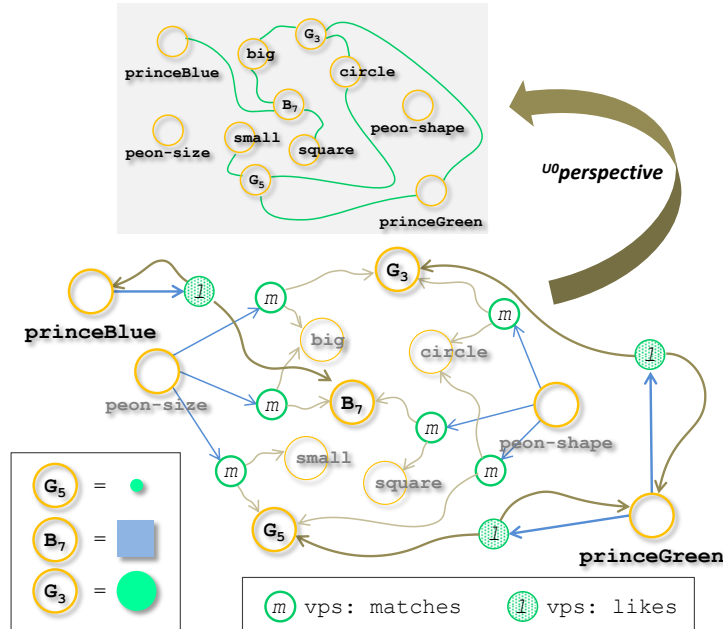 G3
big
circle
princeBlue
B7
peon-shape
peon-size
small
square
G5
princeGreen
U0perspective
G3
l
m
m
princeBlue
big
circle
l
peon-size
m
B7
m
peon-shape
small
m
square
m
G5
l
princeGreen
G5 =
B7 =
G3 =
m vps: matches
l vps: likes